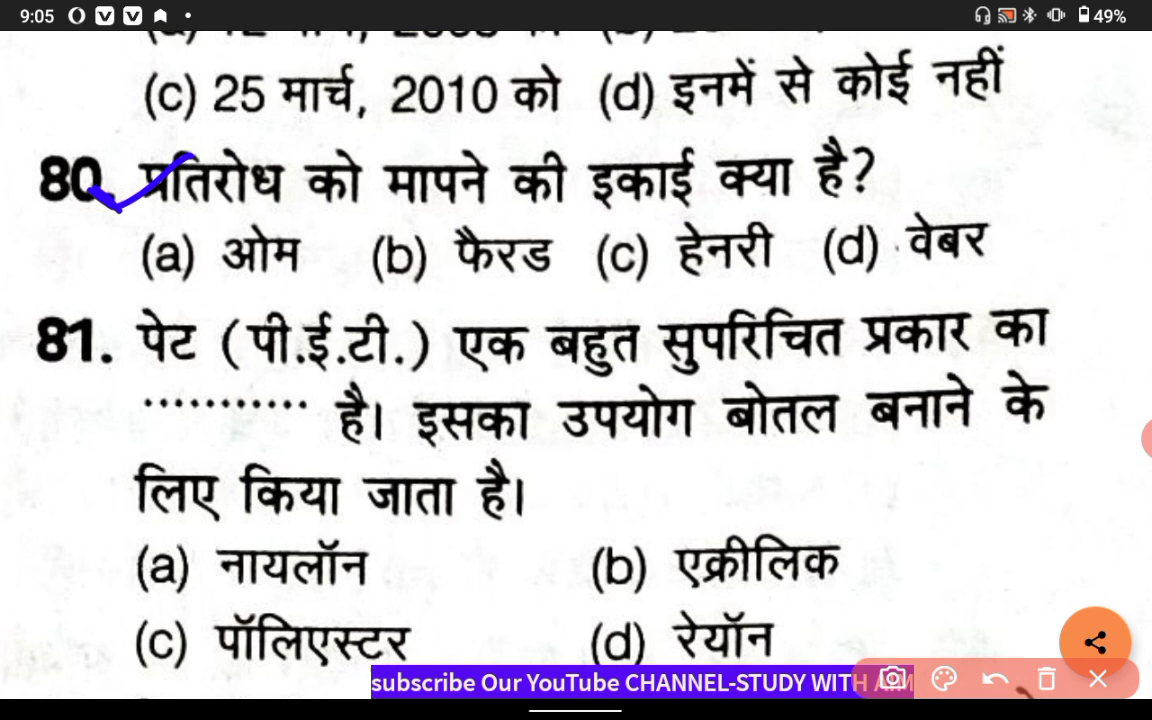 9:05
49%
(c) 25 मार्च, 2010 को (d) इनमें से कोई नहीं
80. प्रतिरोध को मापने की इकाई क्या है?
(a) ओम (b) फैरड (c) हेनरी (d) वेबर
81. पेट (पी.ई.टी.) एक बहुत सुपरिचित प्रकार का
........... है। इसका उपयोग बोतल बनाने के
लिए किया जाता है।
(a) नायलॉन (b) एक्रीलिक
(c) पॉलिएस्टर (d) रेयॉन
subscribe Our YouTube CHANNEL-STUDY WITH AIM